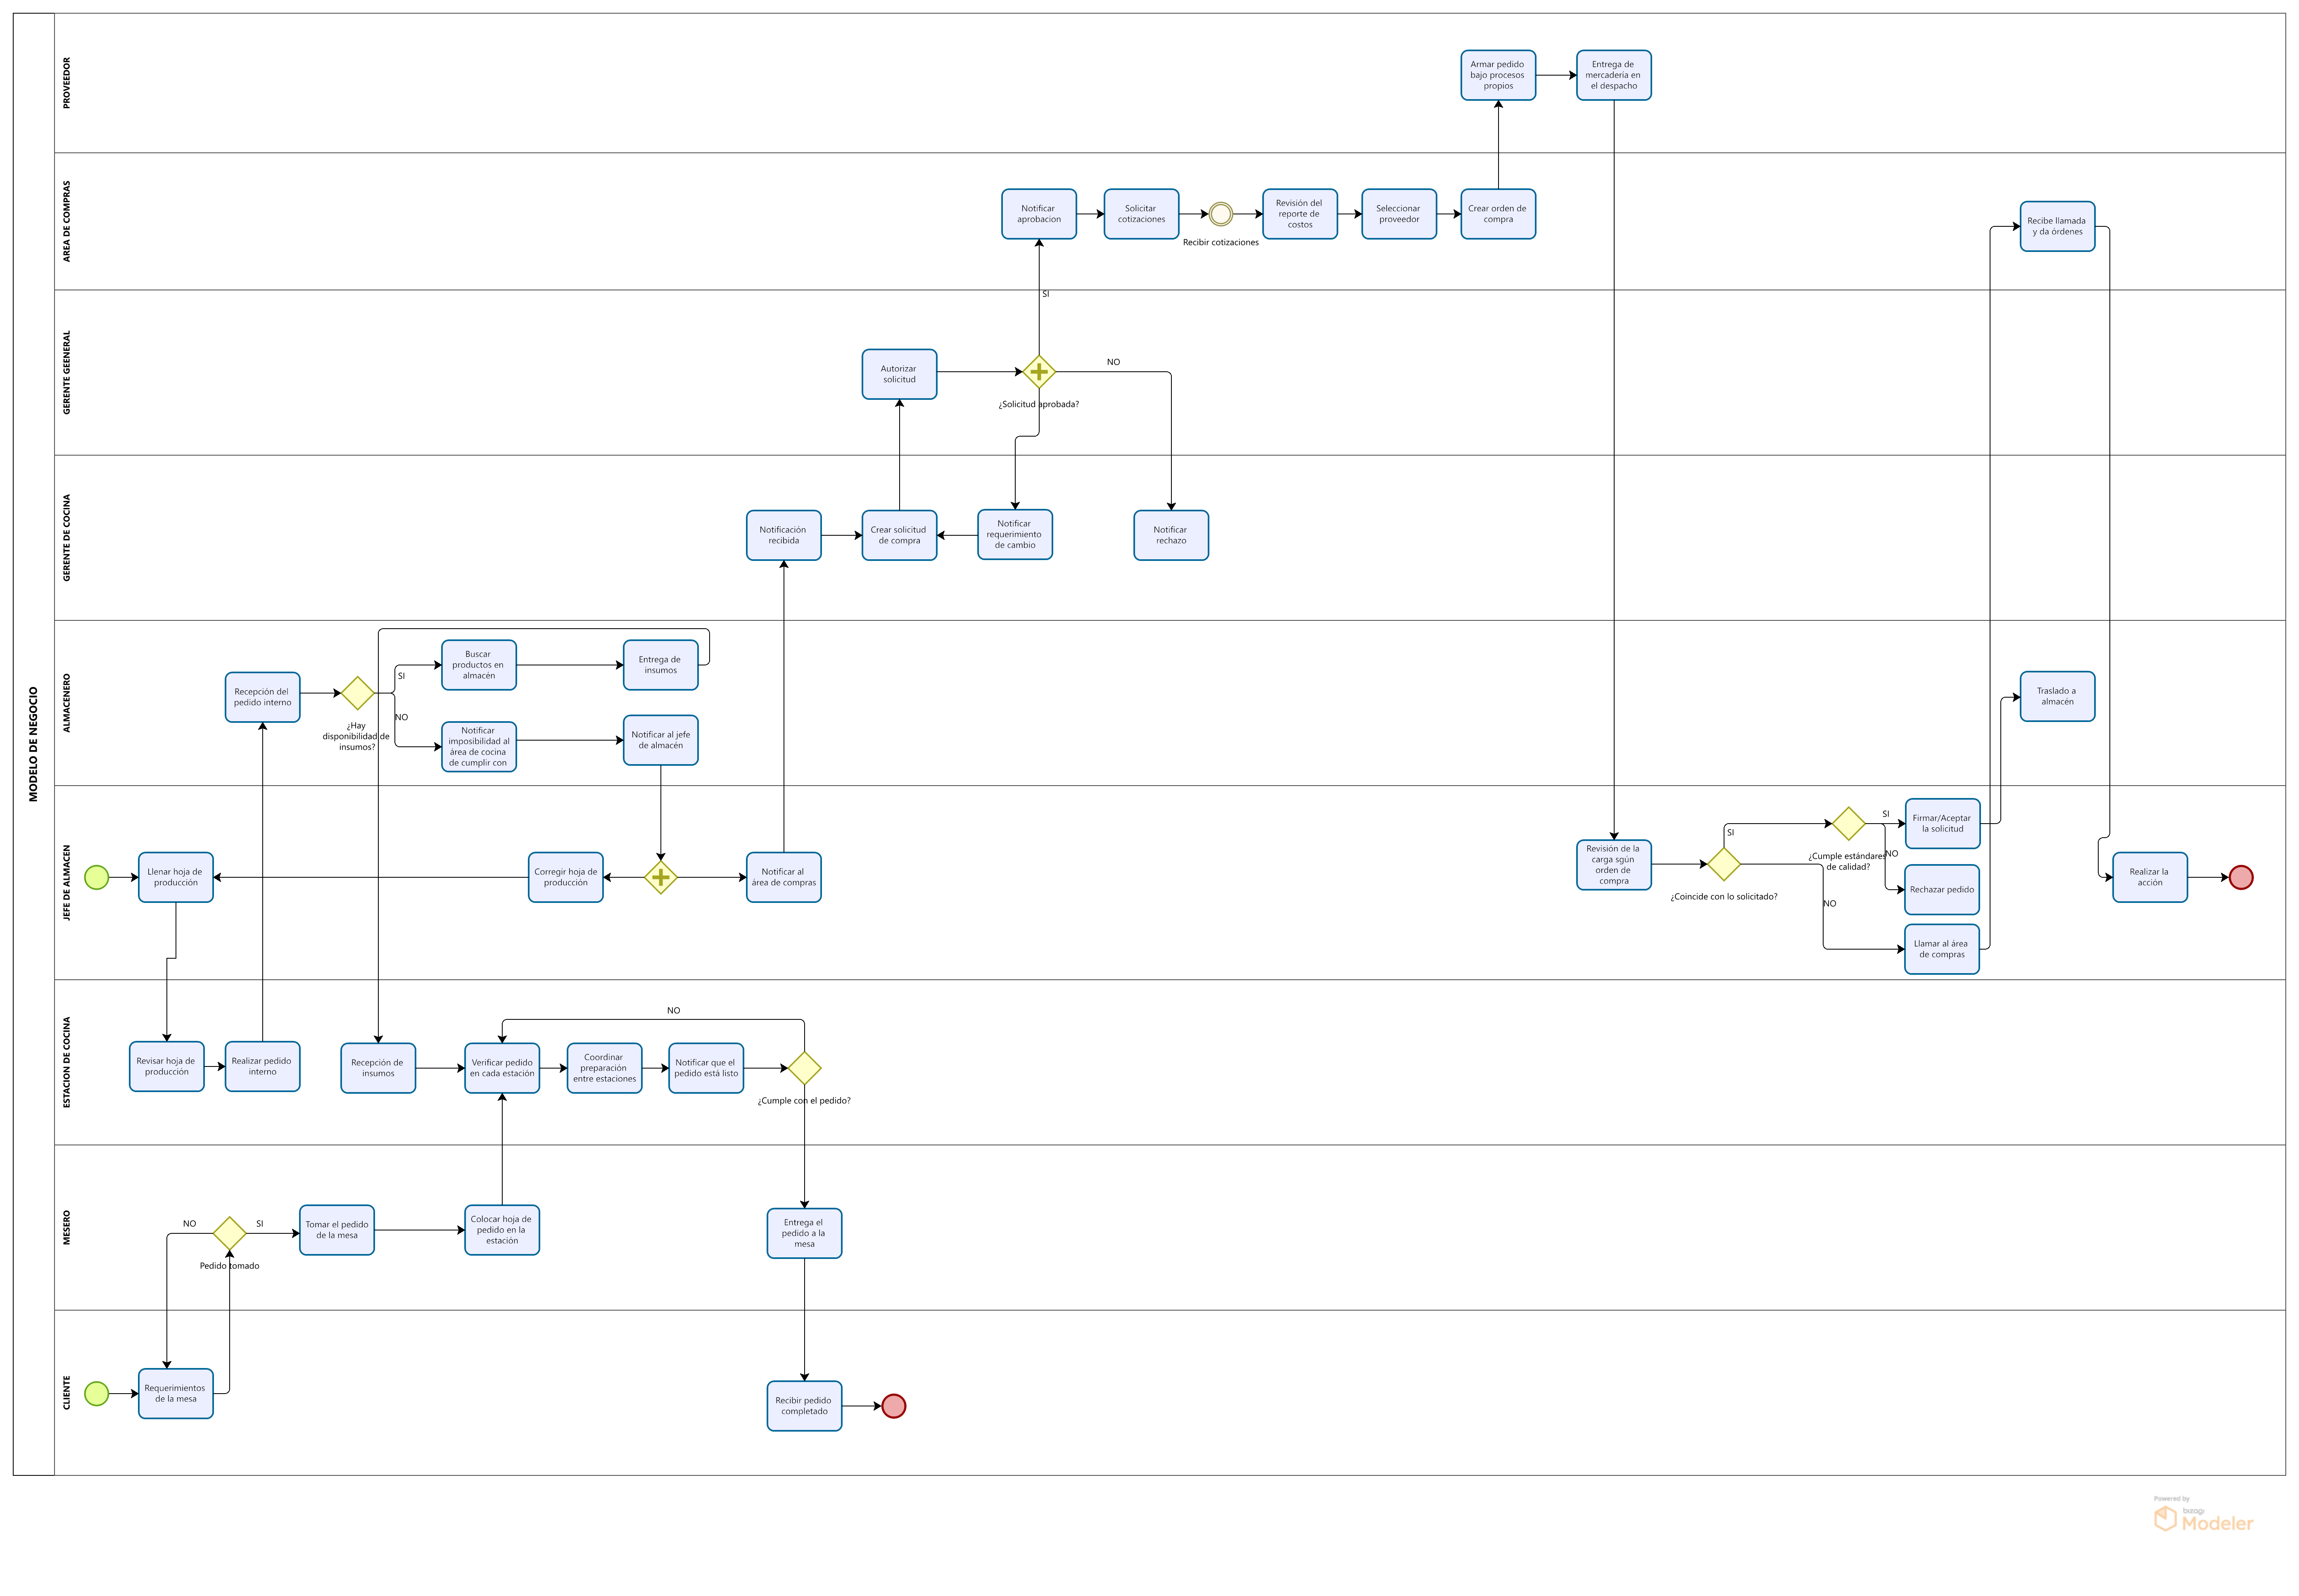 MODELO DE NEGOCIO
PROVEEDOR
Armar pedido
bajo procesos
propios
Entrega de
mercadería en
el despacho
AREA DE COMPRAS
Notificar
aprobacion
Solicitar
cotizaciones
Recibir cotizaciones
Revisión del
reporte de
costos
Seleccionar
proveedor
Crear orden de
compra
Recibe llamada
y da órdenes
GERENTE GEENERAL
SI
Autorizar
solicitud
¿Solicitud aprobada?
NO
GERENTE DE COCINA
Notificación
recibida
Crear solicitud
de compra
Notificar
requerimiento
de cambio
Notificar
rechazo
ALMACENERO
Recepción del
pedido interno
¿Hay
disponibilidad de
insumos?
SI
NO
Buscar
productos en
almacén
Entrega de
insumos
Notificar
imposibilidad al
área de cocina
de cumplir con
Notificar al jefe
de almacén
Traslado a
almacén
JEFE DE ALMACEN
Llenar hoja de
producción
Corregir hoja de
producción
Notificar al
área de compras
Revisión de la
carga sgún
orden de
compra
¿Coincide con lo solicitado?
SI
NO
¿Cumple estándares
de calidad?
SI
NO
Firmar/Aceptar
la solicitud
Rechazar pedido
Llamar al área
de compras
Realizar la
acción
ESTACION DE COCINA
Revisar hoja de
producción
Realizar pedido
interno
Recepción de
insumos
Verificar pedido
en cada estación
Coordinar
preparación
entre estaciones
Notificar que el
pedido está listo
NO
¿Cumple con el pedido?
MESERO
NO
SI
Pedido tomado
Tomar el pedido
de la mesa
Colocar hoja de
pedido en la
estación
Entrega el
pedido a la
mesa
CLIENTE
Requerimientos
de la mesa
Recibir pedido
completado
Powered by
bizagi
Modeler